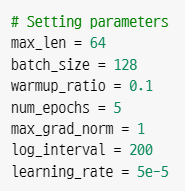 # Setting parameters
max_len = 64
batch_size = 128
warmup_ratio = 0.1
num_epochs = 5
max_grad_norm = 1
log_interval = 200
learning_rate = 5e-5